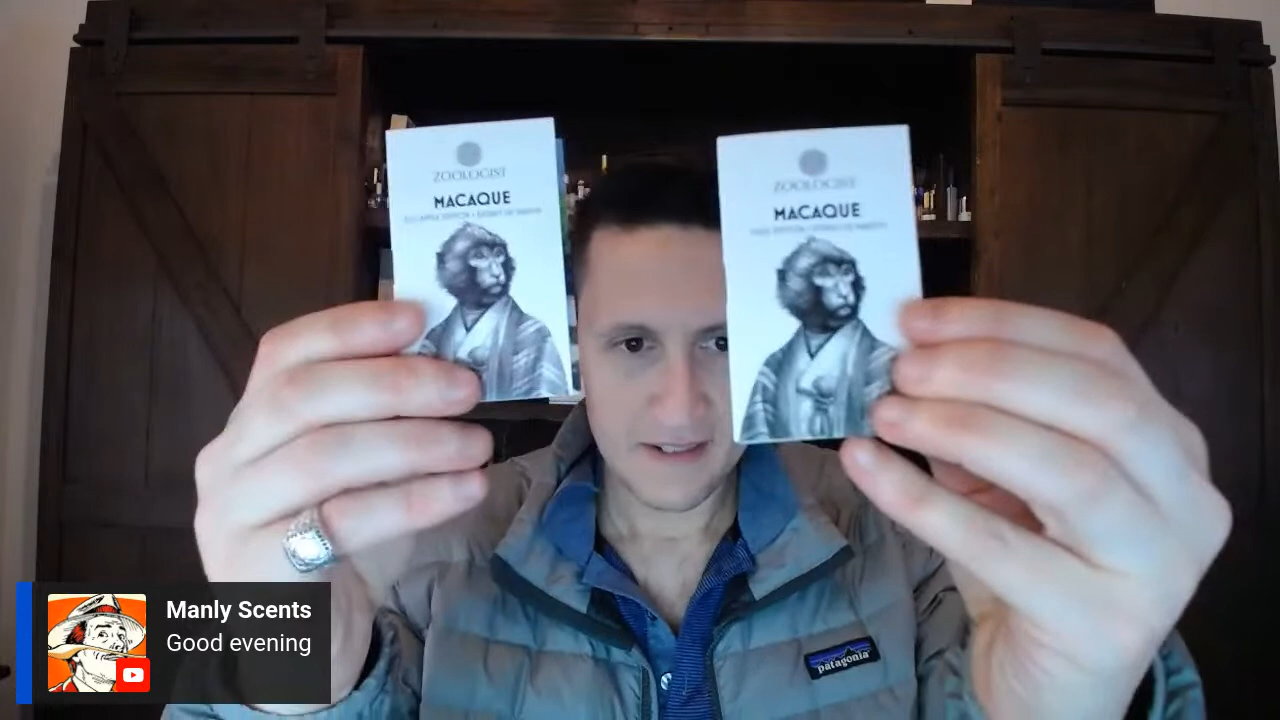 ZOOLOGIST
MACAQUE
ZOOLOGIST
MACAQUE
patagonia
Manly Scents
Good evening